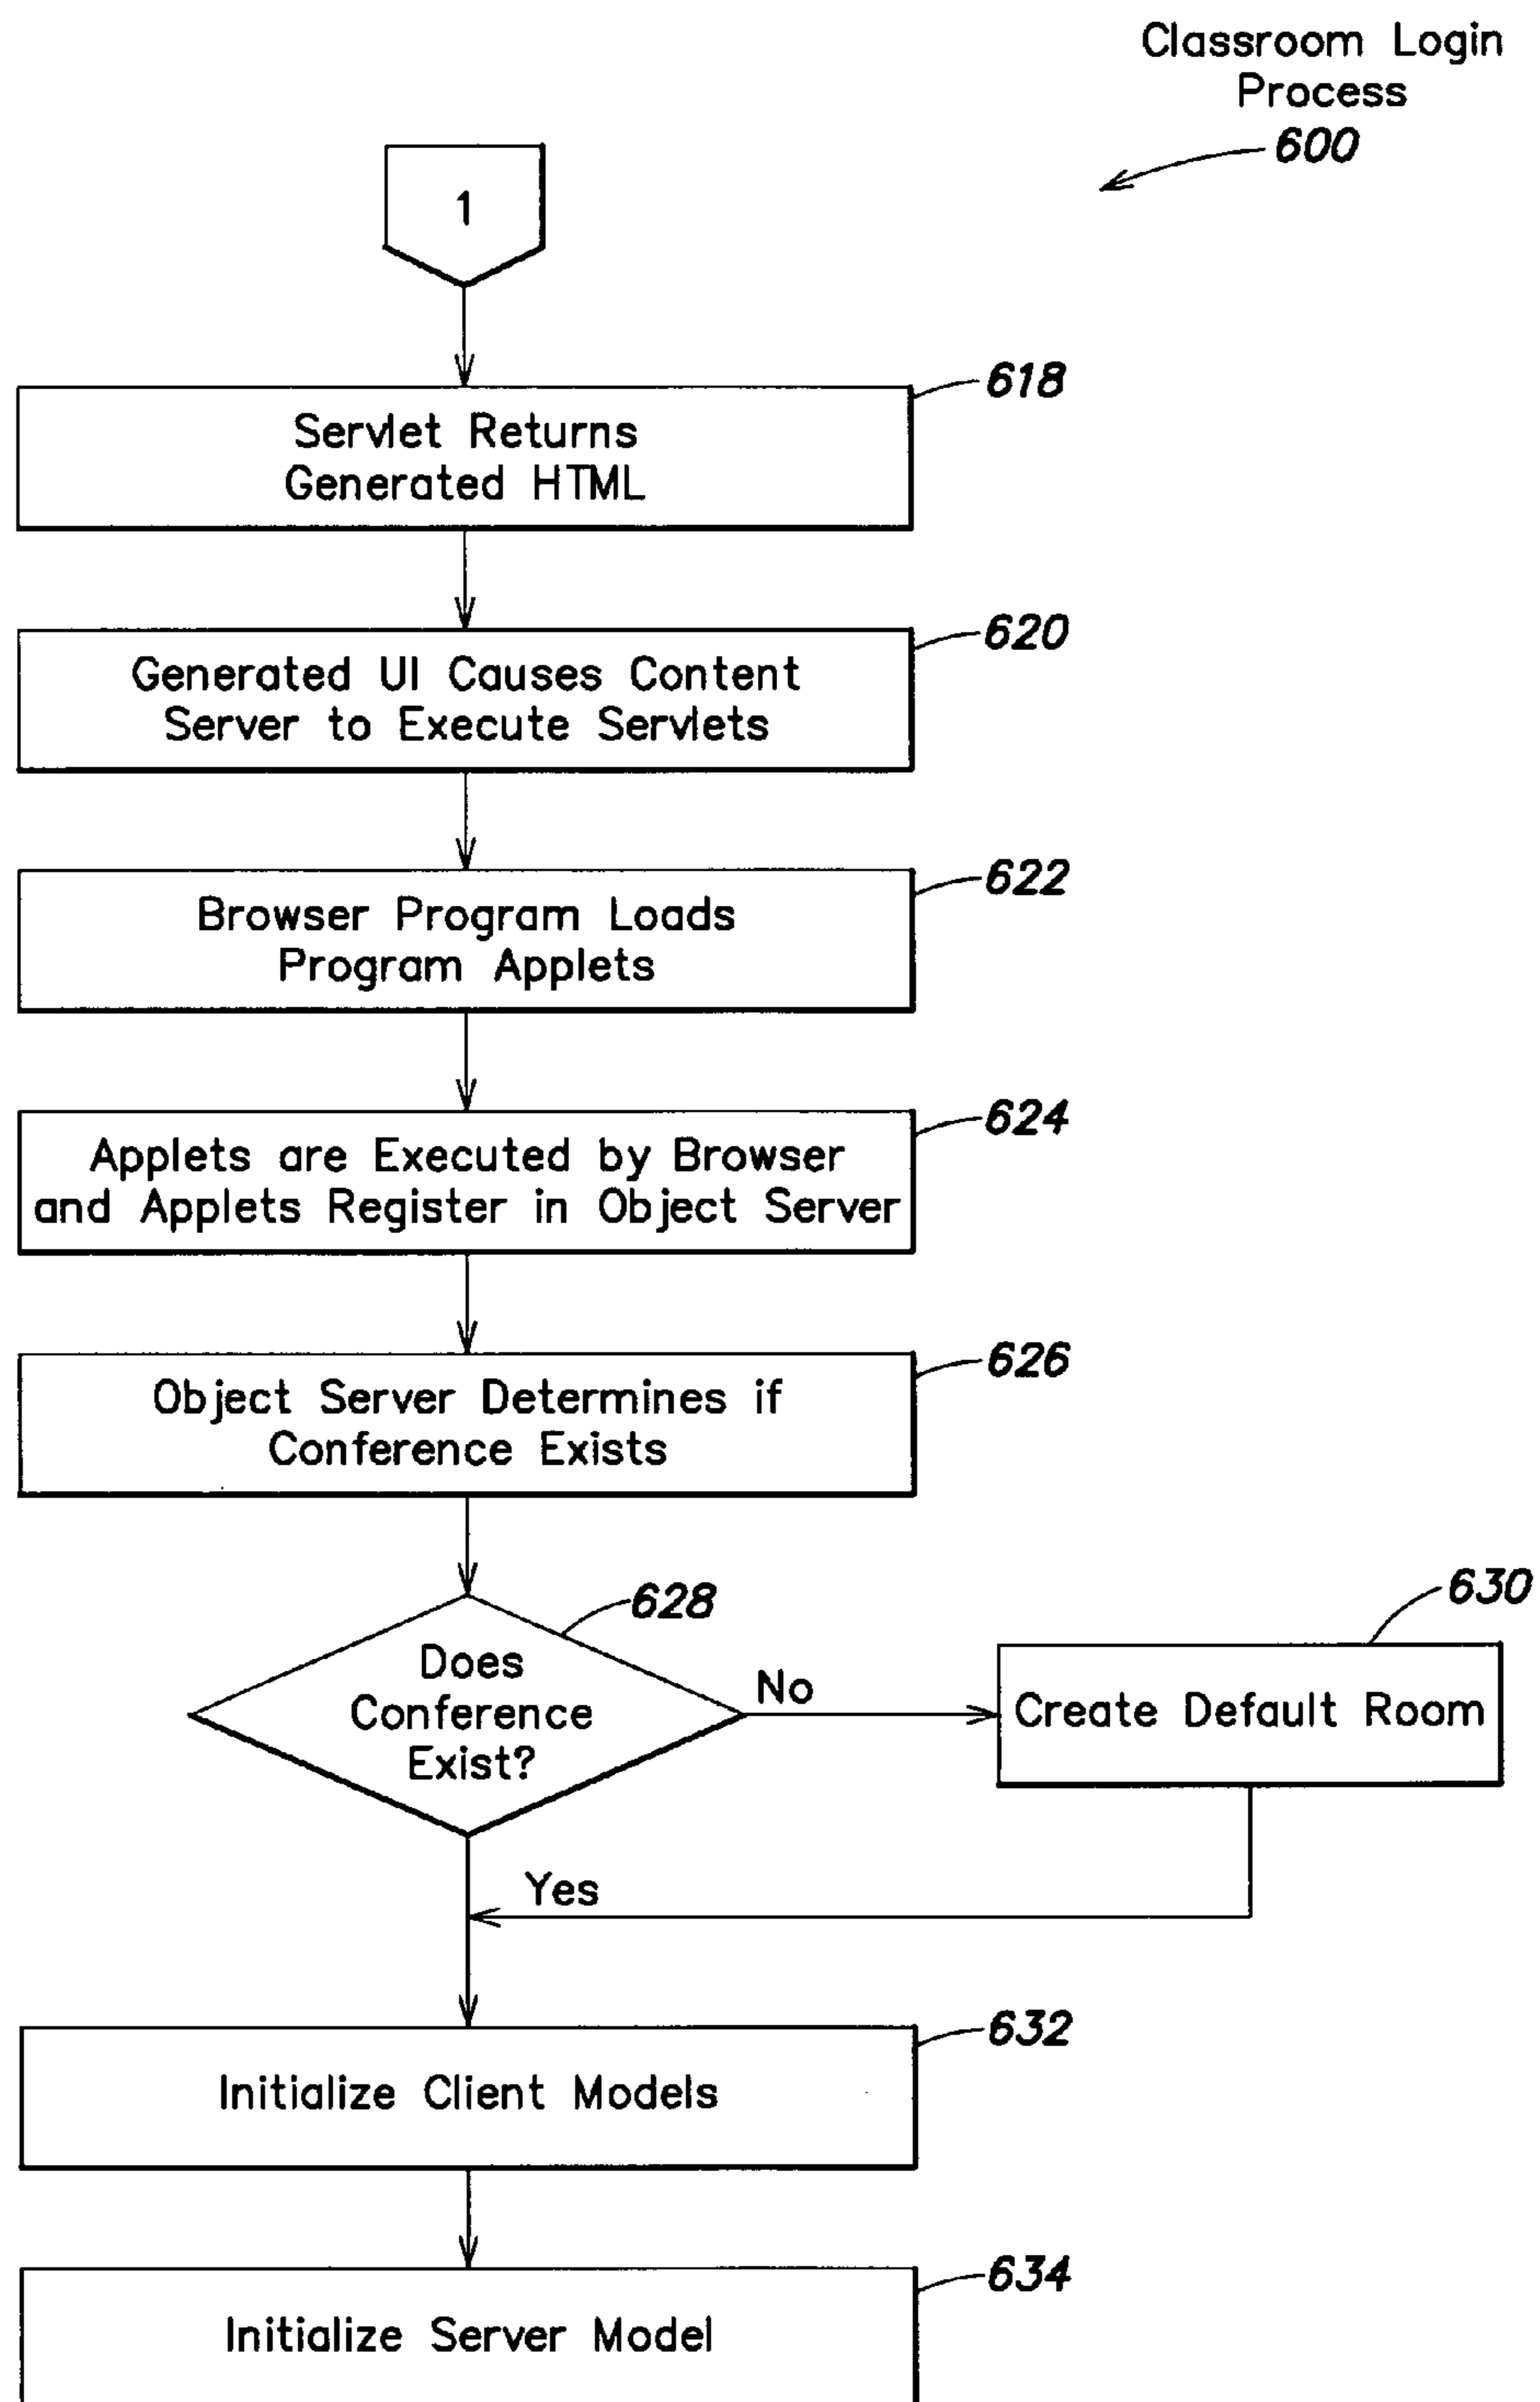 Classroom Login
Process
600
1
618
Servlet Returns
Generated HTML
620
Generated UI Causes Content
Server to Execute Servlets
622
Browser Program Loads
Program Applets
624
Applets are Executed by Browser
and Applets Register in Object Server
626
Object Server Determines if
Conference Exists
628
Does
Conference
Exist?
No
630
Create Default Room
Yes
632
Initialize Client Models
634
Initialize Server Model